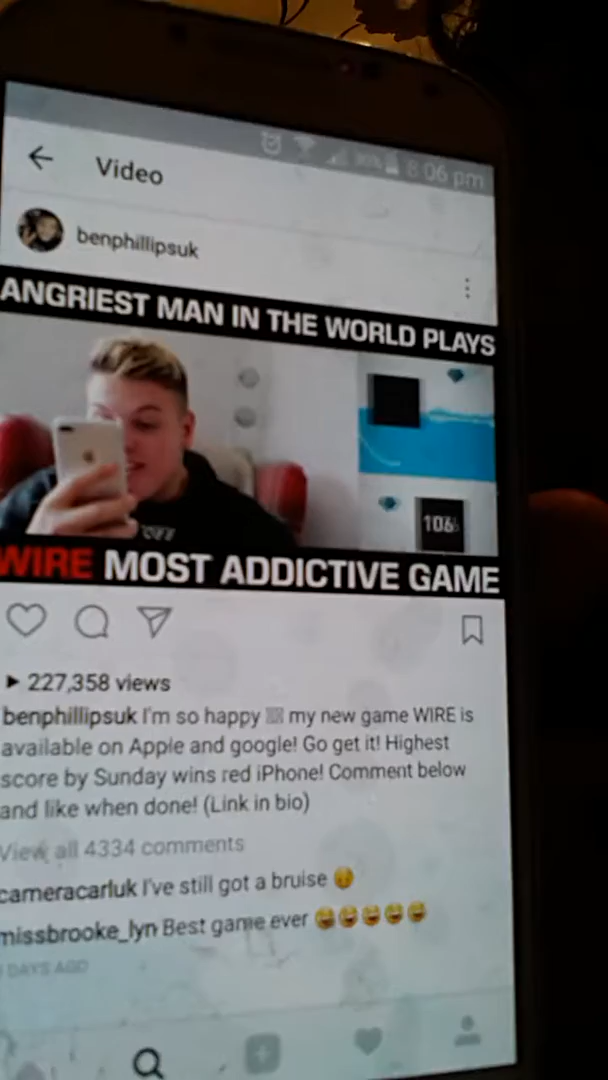 8:06 pm
Video
benphillipsuk
ANGRIEST MAN IN THE WORLD PLAYS
106
WIRE MOST ADDICTIVE GAME
227,358 views
benphillipsuk I'm so happy my new game WIRE is
available on Apple and google! Go get it! Highest
score by Sunday wins red iPhone! Comment below
and like when done! (Link in bio)
View all 4334 comments
cameracarluk I've still got a bruise 😔
missbrooke_lyn Best game ever 😂😂😂😂😂
DAYS AGO